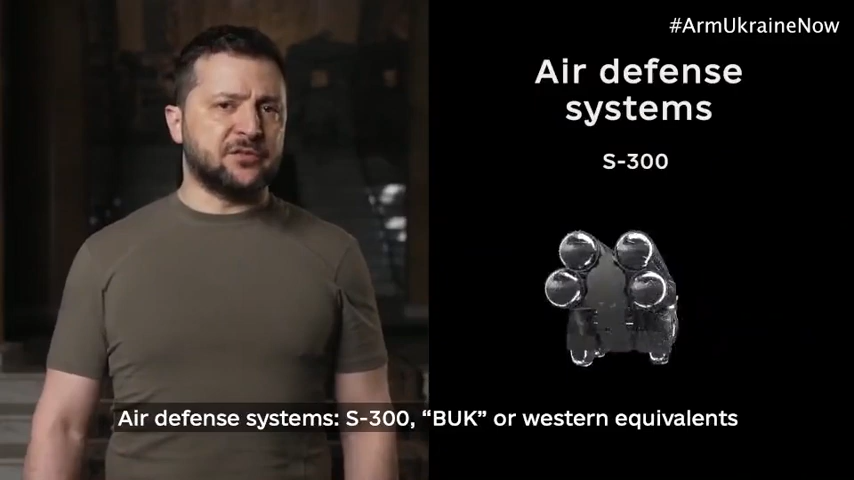 #ArmUkraineNow
Air defense
systems
S-300
Air defense systems: S-300, “BUK” or western equivalents